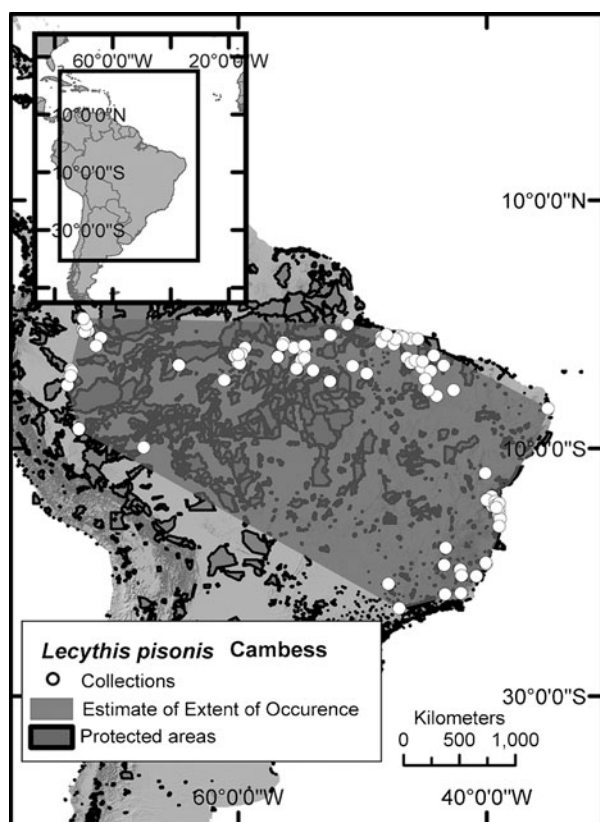 60°0'0"W 20°0'0"W
10°0'0"N
10°0'0"S
30°0'0"S
10°0'0"N
10°0'0"S
30°0'0"S
Lecythis pisonis Cambess
Collections
Estimate of Extent of Occurence
Protected areas
Kilometers
0 500 1,000
60°0'0"W 40°0'0"W